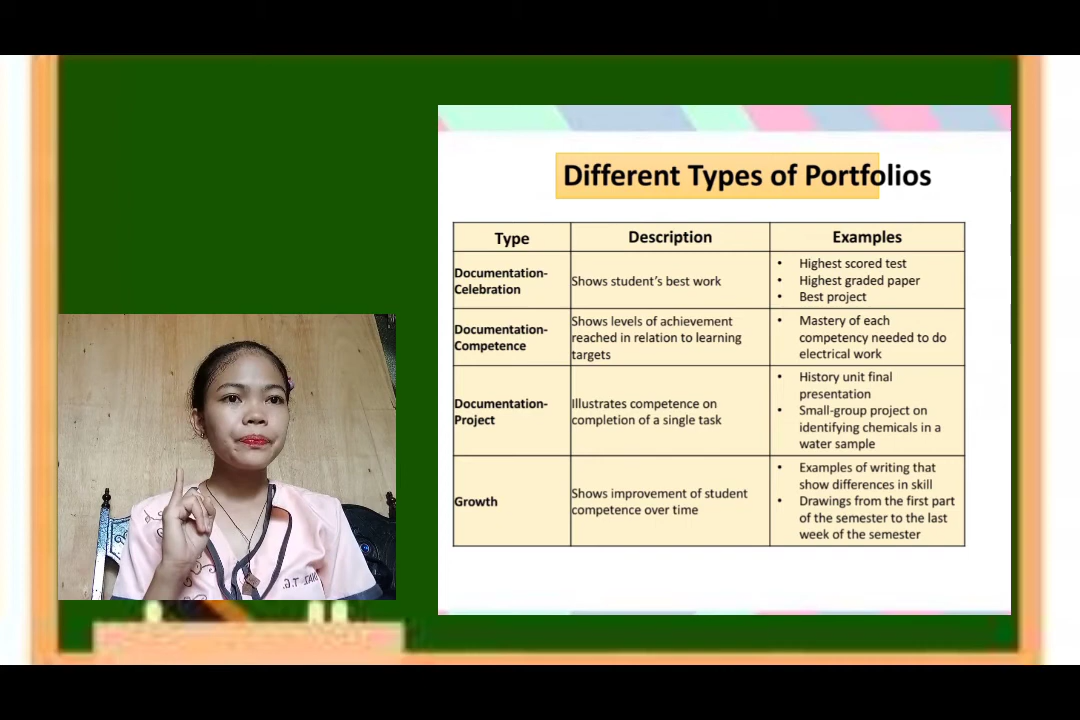 Different Types of Portfolios
Type
Description
Examples
Documentation-
Celebration
Shows student's best work
• Highest scored test
• Highest graded paper
• Best project
Documentation-
Competence
Shows levels of achievement
reached in relation to learning
targets
• Mastery of each
competency needed to do
electrical work
Documentation-
Project
Illustrates competence on
completion of a single task
• History unit final
presentation
• Small-group project on
identifying chemicals in a
water sample
Growth
Shows improvement of student
competence over time
• Examples of writing that
show differences in skill
• Drawings from the first part
of the semester to the last
week of the semester